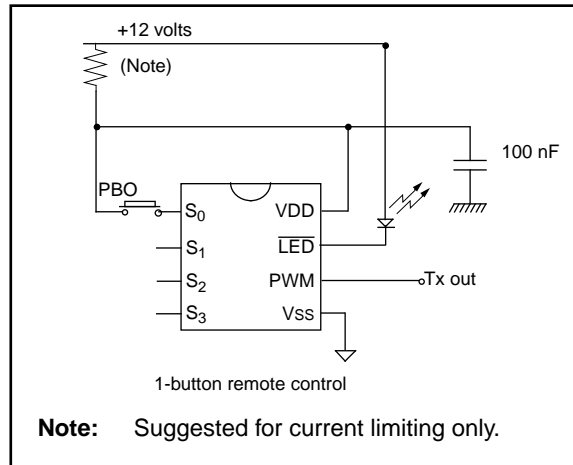 +12 volts
(Note)
100 nF
PBO
S0 VDD
S1 LED
S2 PWM Tx out
S3 VSS
1-button remote control
Note: Suggested for current limiting only.